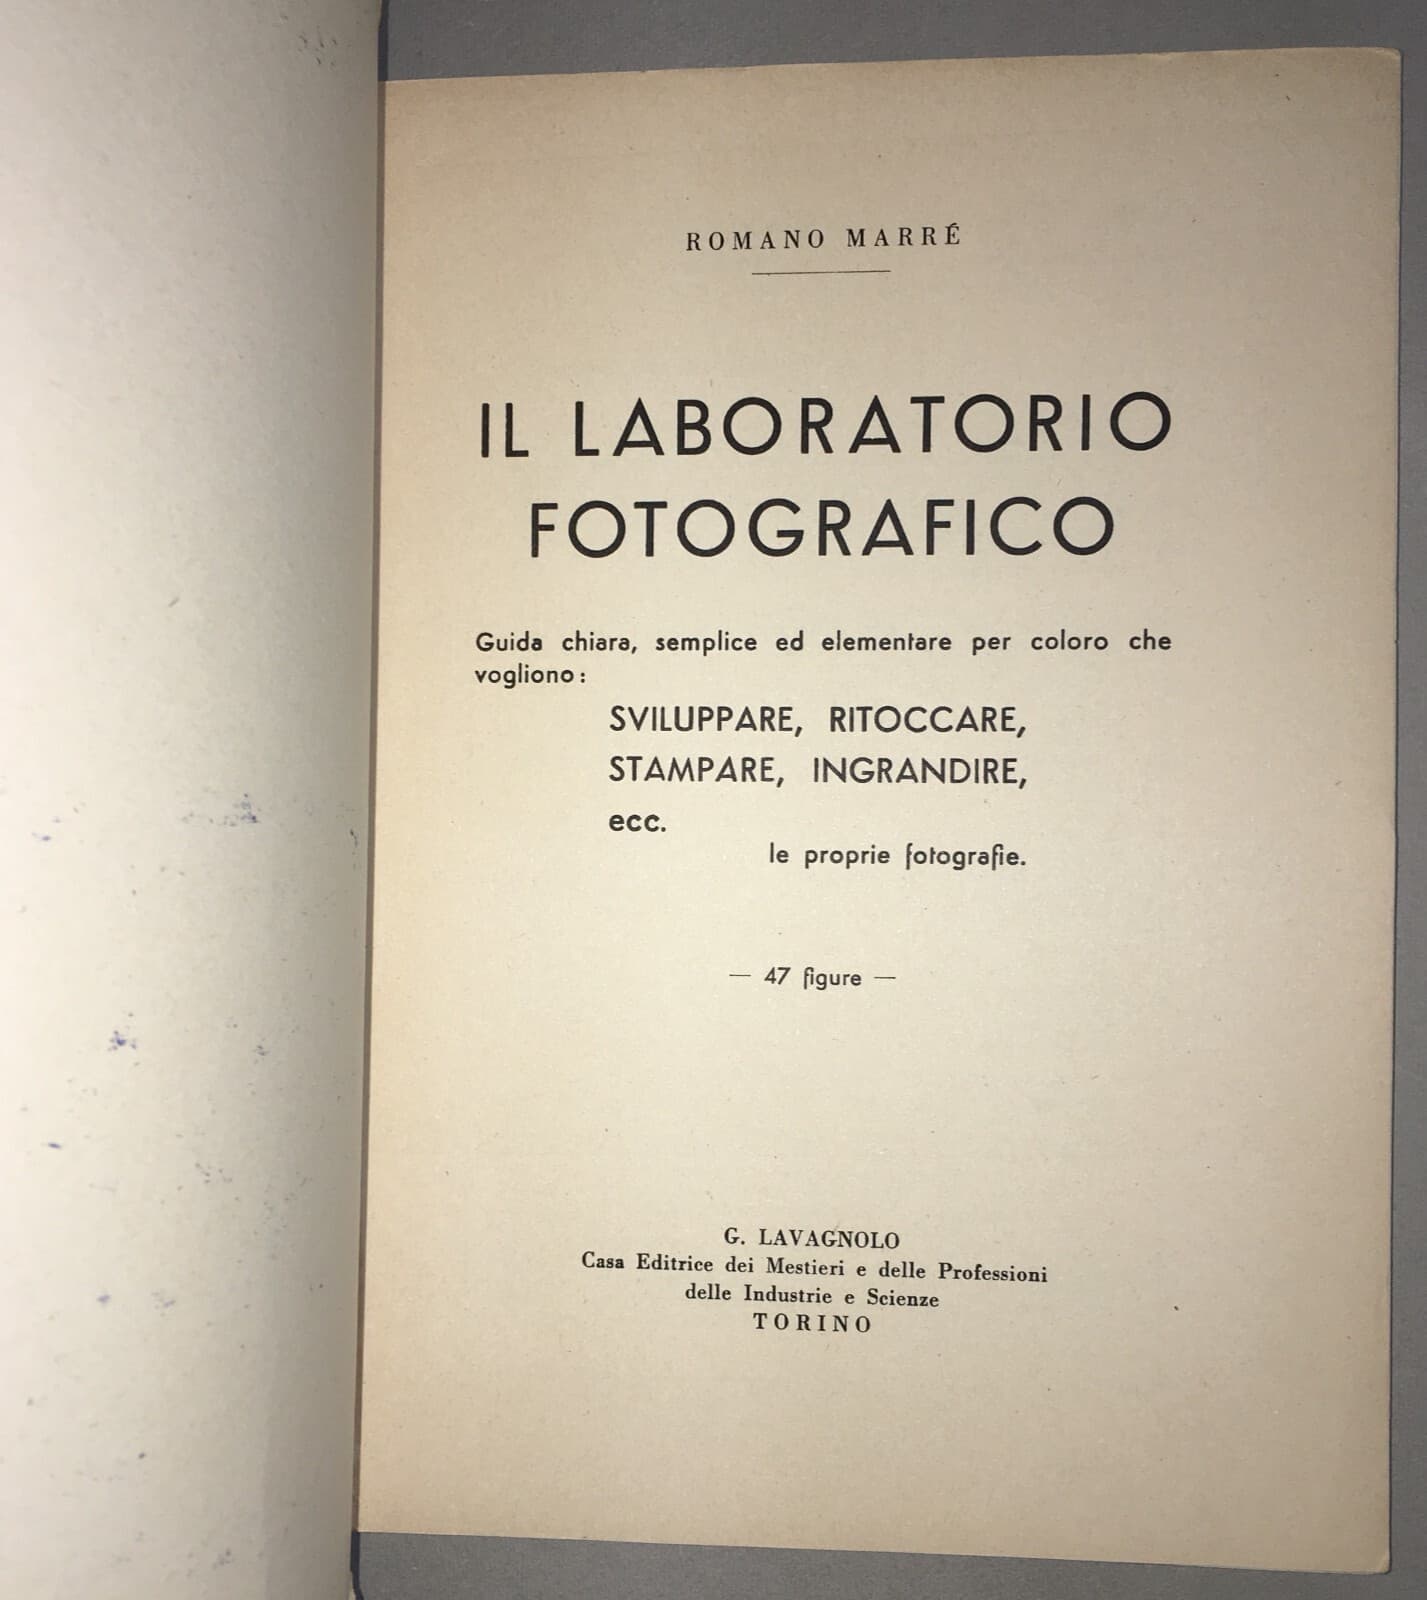 ROMANO MARRÉ
IL LABORATORIO
FOTOGRAFICO
Guida chiara, semplice ed elementare per coloro che
vogliono:
SVILUPPARE, RITOCCARE,
STAMPARE, INGRANDIRE,
ecc.
le proprie fotografie.
— 47 figure —
G. LAVAGNOLO
Casa Editrice dei Mestieri e delle Professioni
delle Industrie e Scienze
TORINO